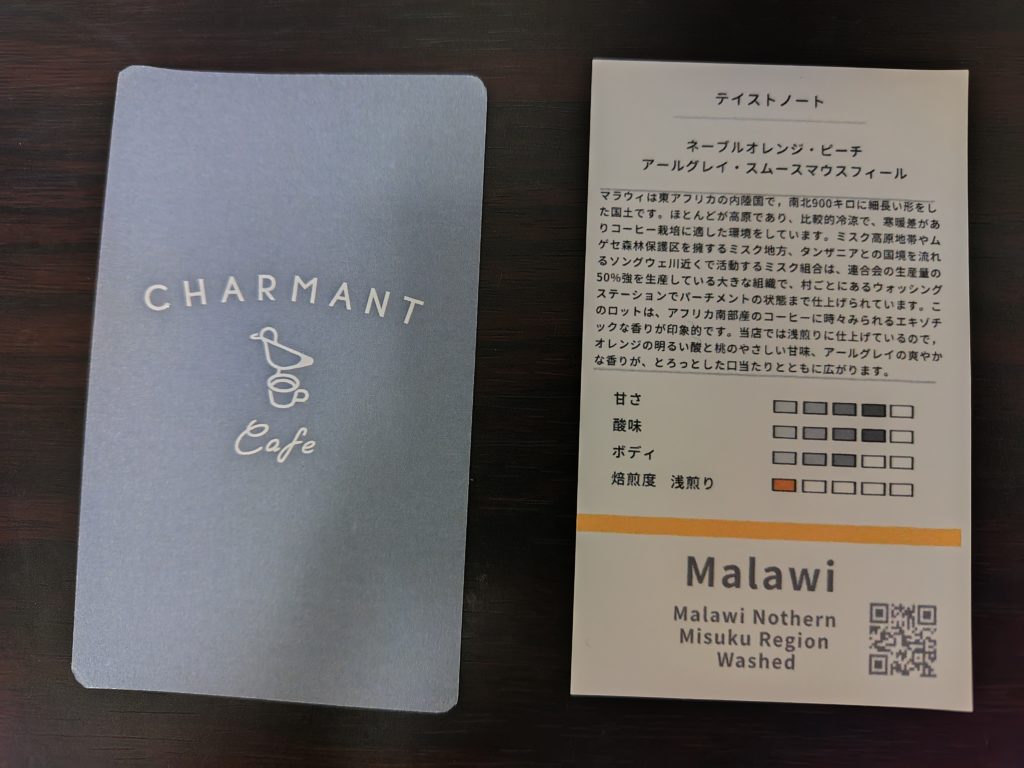 CHARMANT
Cafe
テイストノート
ネーブルオレンジ・ピーチ
アールグレイ・スムースマウスフィール
マラウィは東アフリカの内陸国で，南北900キロに細長い形をし
た国土です。ほとんどが高原であり、比較的冷涼で、寒暖差があ
りコーヒー栽培に適した環境をしています。ミスク高原地帯やム
ゲセ森林保護区を擁するミスク地方、タンザニアとの国境を流れ
るソングウェ川近くで活動するミスク組合は、連合会の生産量の
50%強を生産している大きな組織で、村ごとにあるウォッシング
ステーションでパーチメントの状態まで仕上げられています。こ
のロットは、アフリカ南部産のコーヒーに時々みられるエキゾチ
ックな香りが印象的です。当店では浅煎りに仕上げているので，
オレンジの明るい酸と桃のやさしい甘味、アールグレイの爽やか
な香りが、とろっとした口当たりとともに広がります。
甘さ
酸味
ボディ
焙煎度 浅煎り
Malawi
Malawi Nothern
Misuku Region
Washed